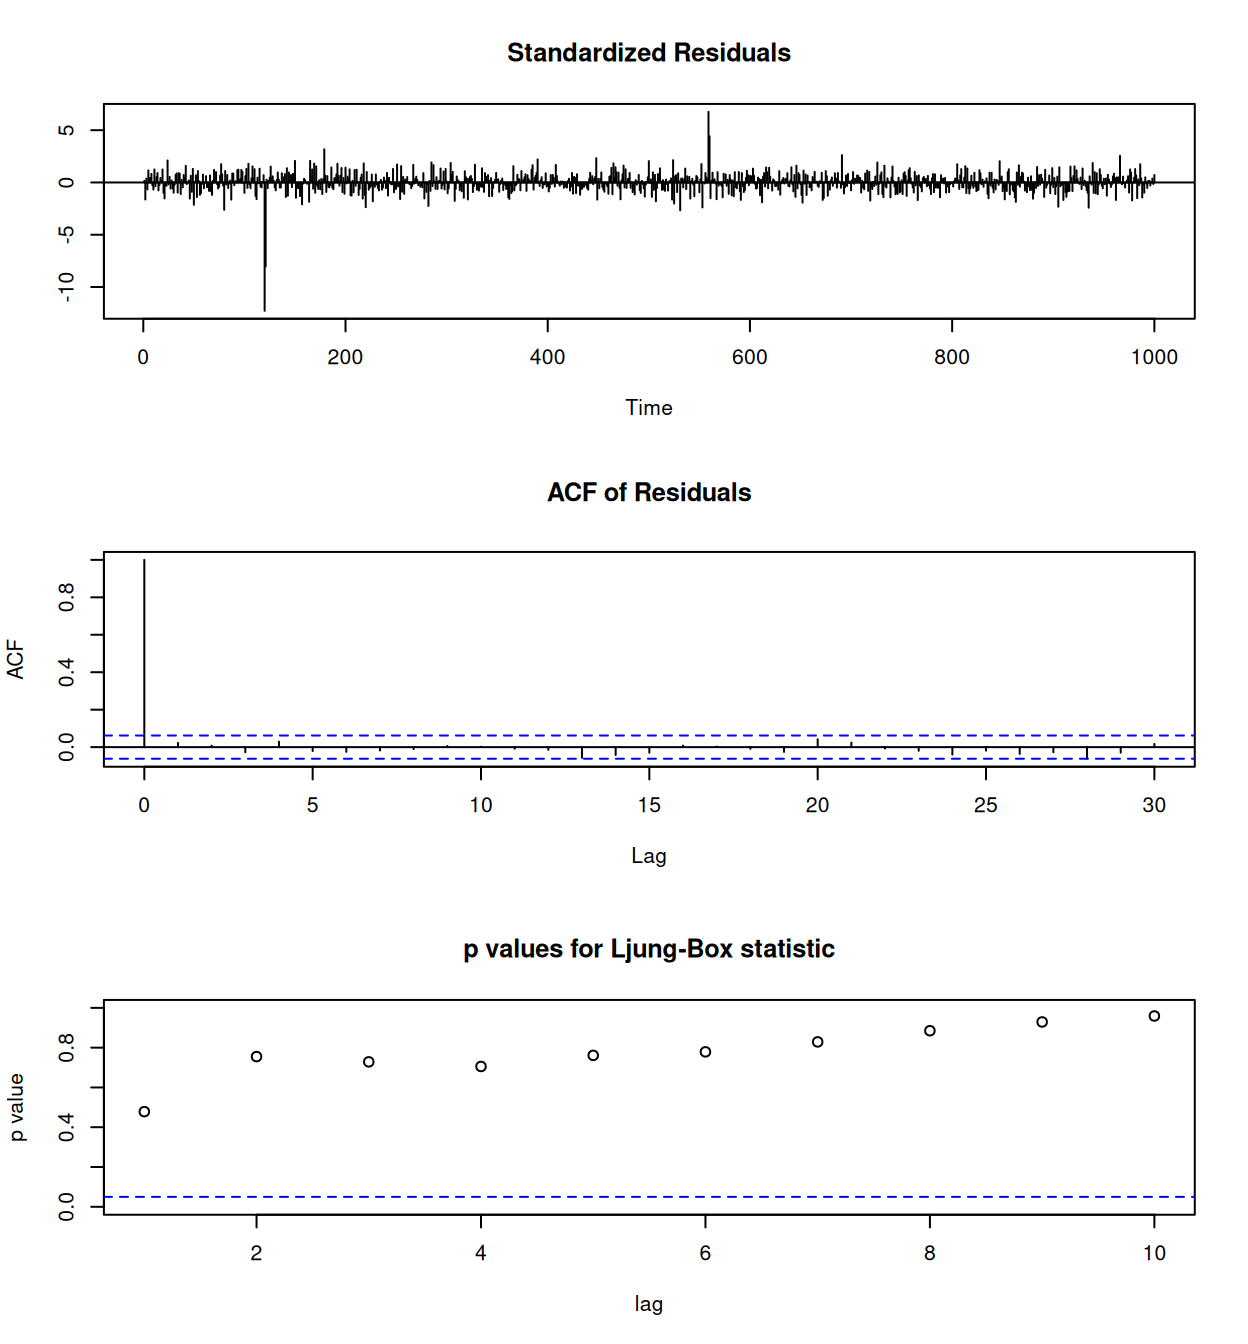 Standardized Residuals
5
0
-5
-10
0 200 400 600 800 1000
Time
ACF of Residuals
ACF
0.8
0.4
0.0
0 5 10 15 20 25 30
Lag
p values for Ljung-Box statistic
p value
0.8
0.4
0.0
2 4 6 8 10
lag